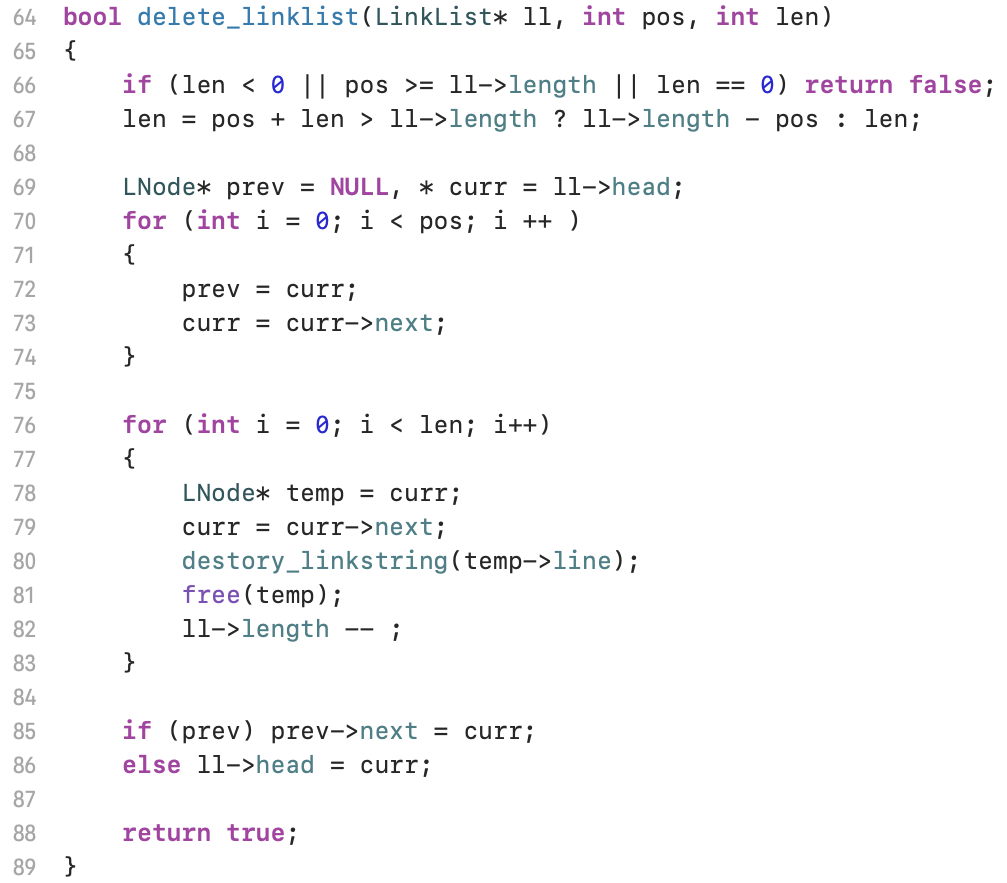 64 bool delete_linklist(LinkList* ll, int pos, int len)
65 {
66     if (len < 0 || pos >= ll->length || len == 0) return false;
67     len = pos + len > ll->length ? ll->length - pos : len;
68
69     LNode* prev = NULL, * curr = ll->head;
70     for (int i = 0; i < pos; i ++ )
71     {
72         prev = curr;
73         curr = curr->next;
74     }
75
76     for (int i = 0; i < len; i++)
77     {
78         LNode* temp = curr;
79         curr = curr->next;
80         destory_linkstring(temp->line);
81         free(temp);
82         ll->length -- ;
83     }
84
85     if (prev) prev->next = curr;
86     else ll->head = curr;
87
88     return true;
89 }